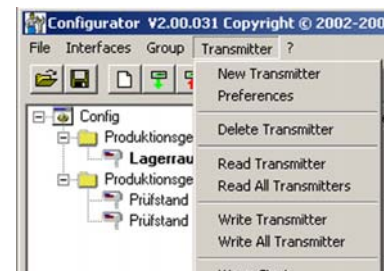 Configurator V2.00.031 Copyright © 2002-200
File Interfaces Group Transmitter ?
New Transmitter
Preferences
Delete Transmitter
Read Transmitter
Read All Transmitters
Write Transmitter
Write All Transmitter
Config
Produktionsge
Lagerrau
Produktionsge
Prüfstand
Prüfstand